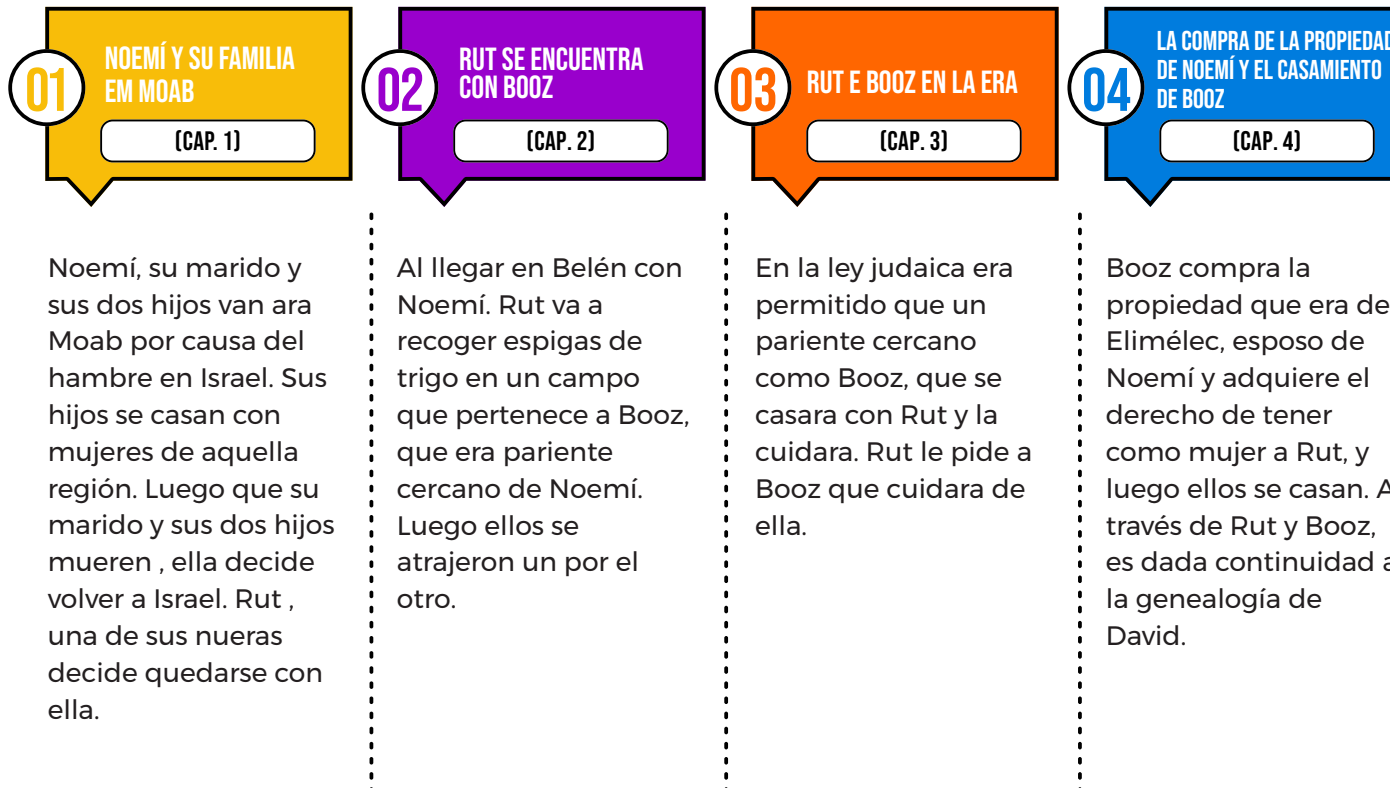 01
NOEMÍ Y SU FAMILIA
EM MOAB
(CAP. 1)
Noemí, su marido y
sus dos hijos van ara
Moab por causa del
hambre en Israel. Sus
hijos se casan con
mujeres de aquella
región. Luego que su
marido y sus dos hijos
mueren , ella decide
volver a Israel. Rut ,
una de sus nueras
decide quedarse con
ella.
02
RUT SE ENCUENTRA
CON BOOZ
(CAP. 2)
Al llegar en Belén con
Noemí. Rut va a
recoger espigas de
trigo en un campo
que pertenece a Booz,
que era pariente
cercano de Noemí.
Luego ellos se
atrajeron un por el
otro.
03
RUT E BOOZ EN LA ERA
(CAP. 3)
En la ley judaica era
permitido que un
pariente cercano
como Booz, que se
casara con Rut y la
cuidara. Rut le pide a
Booz que cuidara de
ella.
04
LA COMPRA DE LA PROPIEDAD
DE NOEMÍ Y EL CASAMIENTO
DE BOOZ
(CAP. 4)
Booz compra la
propiedad que era de
Elimélec, esposo de
Noemí y adquiere el
derecho de tener
como mujer a Rut, y
luego ellos se casan. A
través de Rut y Booz,
es dada continuidad a
la genealogía de
David.